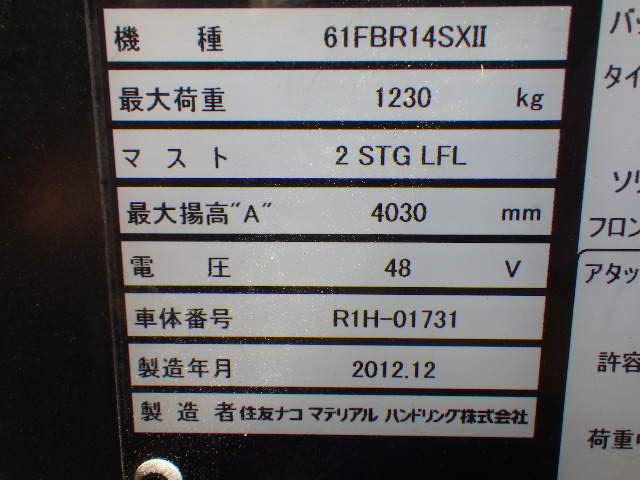 機 種 61FBR14SXII
最大荷重 1230 kg
マスト 2 STG LFL
最大揚高"A" 4030 mm
電 圧 48 V
車体番号 R1H-01731
製造年月 2012.12
製造者 住友ナコ マテリアル ハンドリング株式会社
バッ
タイ
ソリ
フロン
アタッ
許容
荷重